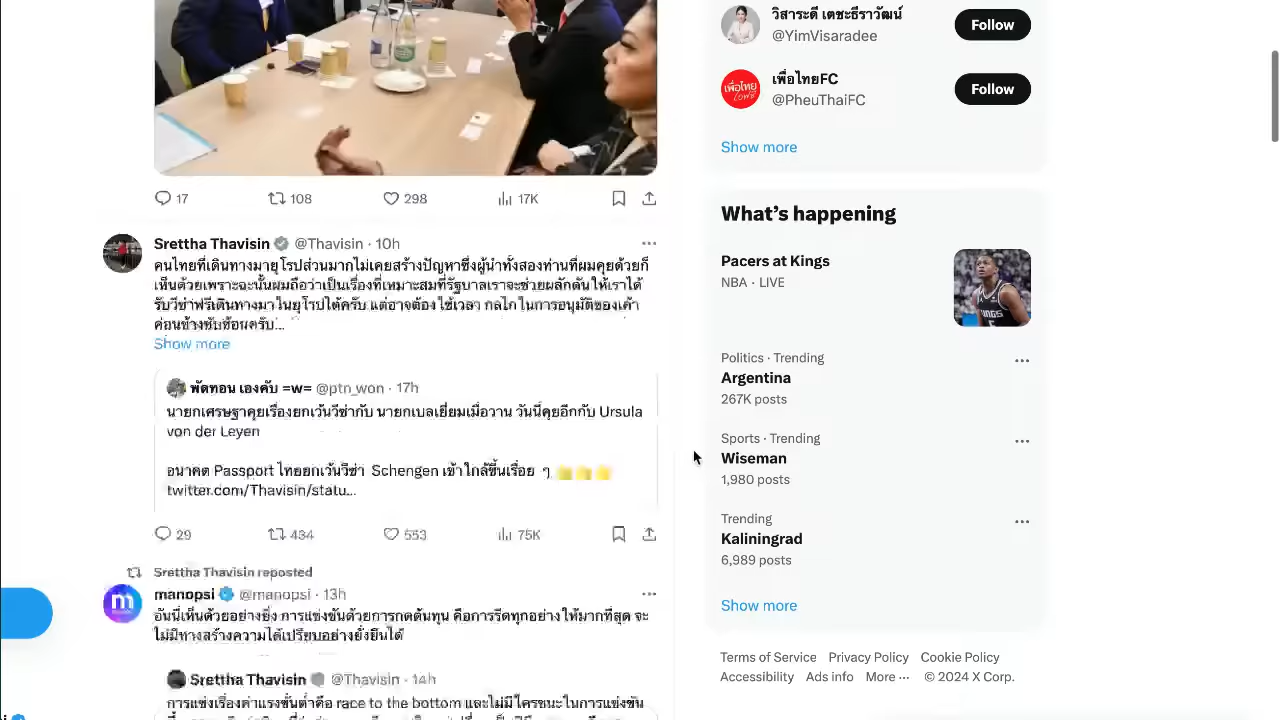 17 108 298 17K
Srettha Thavisin @Thavisin · 10h
คนไทยที่เดินทางมายุโรปส่วนมากไม่เคยสร้างปัญหาซึ่งผู้นำทั้งสองท่านที่ผมคุยด้วยก็
เห็นด้วยเพราะฉะนั้นผมถือว่าเป็นเรื่องที่เหมาะสมที่รัฐบาลเราจะช่วยผลักดันให้เราได้
รับวีซ่าฟรีเดินทางมาในยุโรปให้ครับ แต่อาจต้องใช้เวลา กลไกในการอนุมัติของเค้า
ค่อนข้างซับซ้อนครับ...
Show more
พัดทอน เองคับ =w= @ptn_won · 17h
นายกเศรษฐาคุยเรื่องยกเว้นวีซ่ากับ นายกเบลเยี่ยมเมื่อวาน วันนี้คุยอีกกับ Ursula
von der Leyen
อนาคต Passport ไทยยกเว้นวีซ่า Schengen เข้าใกล้ขึ้นเรื่อย ๆ
twitter.com/Thavisin/statu...
29 434 553 75K
Srettha Thavisin reposted
manopsi @manopsi · 13h
อันนี้เห็นด้วยอย่างยิ่ง การแข่งขันด้วยการกดต้นทุน คือการรีดทุกอย่างให้มากที่สุด จะ
ไม่มีทางสร้างความได้เปรียบอย่างยั่งยืนได้
Srettha Thavisin @Thavisin · 14h
การแข่งเรื่องค่าแรงขั้นต่ำคือ race to the bottom และไม่มีใครชนะในการแข่งขัน
วิสาระดี เตชะธีราวัฒน์
@YimVisaradee
Follow
เพื่อไทยFC
@PheuThaiFC
Follow
Show more
What's happening
Pacers at Kings
NBA · LIVE
Politics · Trending
Argentina
267K posts
Sports · Trending
Wiseman
1,980 posts
Trending
Kaliningrad
6,989 posts
Show more
Terms of Service Privacy Policy Cookie Policy
Accessibility Ads info More ··· © 2024 X Corp.